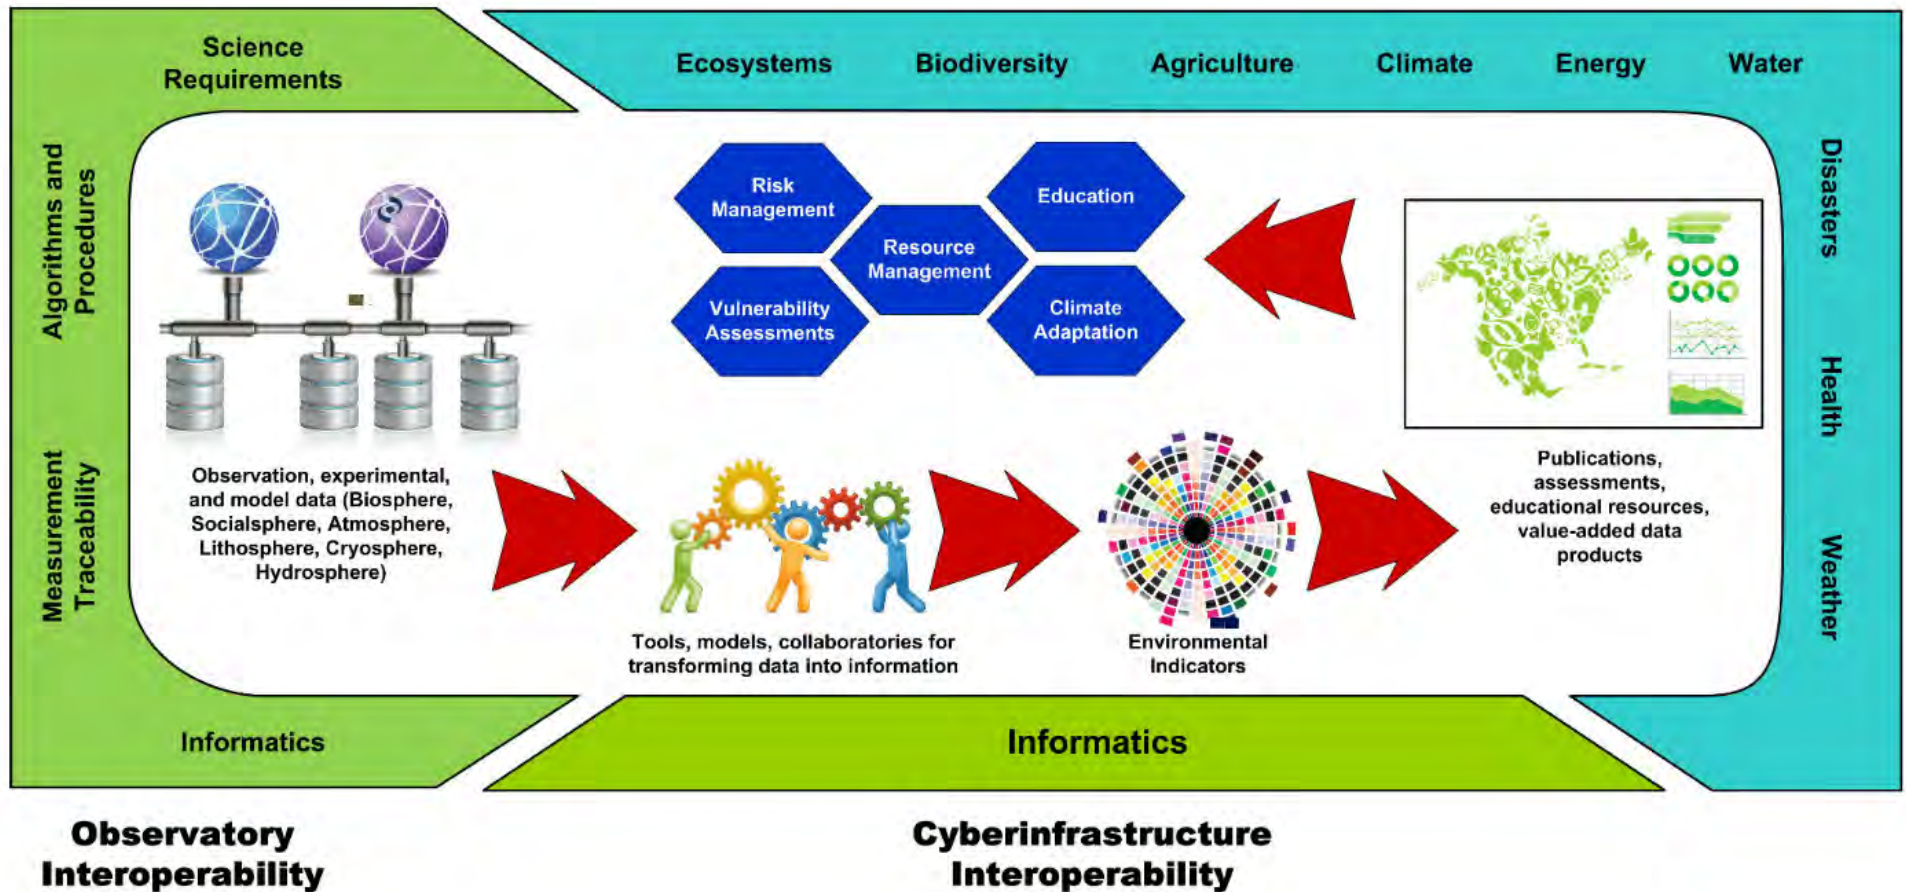 Science
Requirements
Ecosystems Biodiversity Agriculture Climate Energy Water
Algorithms and
Procedures
Measurement
Traceability
Risk
Management
Education
Resource
Management
Vulnerability
Assessments
Climate
Adaptation
Disasters
Health
Weather
Observation, experimental,
and model data (Biosphere,
Socialsphere, Atmosphere,
Lithosphere, Cryosphere,
Hydrosphere)
Tools, models, collaboratories for
transforming data into information
Environmental
Indicators
Publications,
assessments,
educational resources,
value-added data
products
Informatics
Informatics
Observatory
Interoperability
Cyberinfrastructure
Interoperability